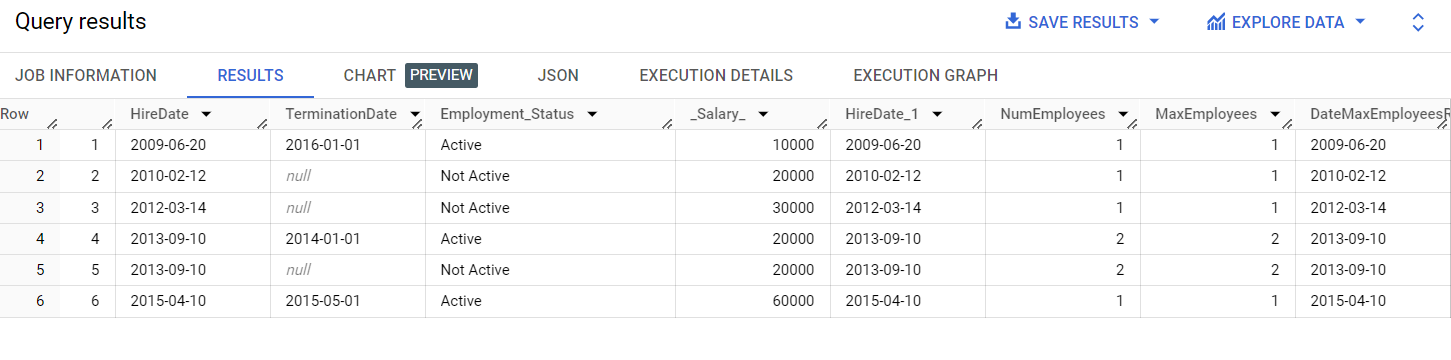 Query results SAVE RESULTS EXPLORE DATA
JOB INFORMATION RESULTS CHART PREVIEW JSON EXECUTION DETAILS EXECUTION GRAPH
Row HireDate TerminationDate Employment_Status _Salary_ HireDate_1 NumEmployees MaxEmployees DateMaxEmployeesR
1 1 2009-06-20 2016-01-01 Active 10000 2009-06-20 1 1 2009-06-20
2 2 2010-02-12 null Not Active 20000 2010-02-12 1 1 2010-02-12
3 3 2012-03-14 null Not Active 30000 2012-03-14 1 1 2012-03-14
4 4 2013-09-10 2014-01-01 Active 20000 2013-09-10 2 2 2013-09-10
5 5 2013-09-10 null Not Active 20000 2013-09-10 2 2 2013-09-10
6 6 2015-04-10 2015-05-01 Active 60000 2015-04-10 1 1 2015-04-10